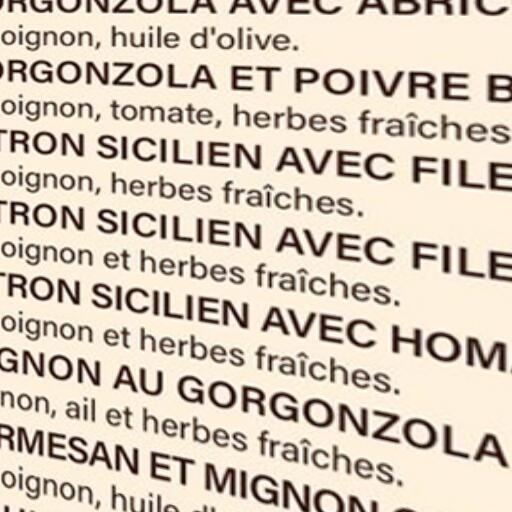 GORGONZOLA AVEC ABRIC
oignon, huile d'olive.
ORGONZOLA ET POIVRE B
oignon, tomate, herbes fraîches
TRON SICILIEN AVEC FILE
oignon, herbes fraîches.
TRON SICILIEN AVEC FILE
oignon et herbes fraîches.
TRON SICILIEN AVEC HOM
oignon et herbes fraîches.
GNON AU GORGONZOLA
non, ail et herbes fraîches.
RMESAN ET MIGNON
oignon, huile d'